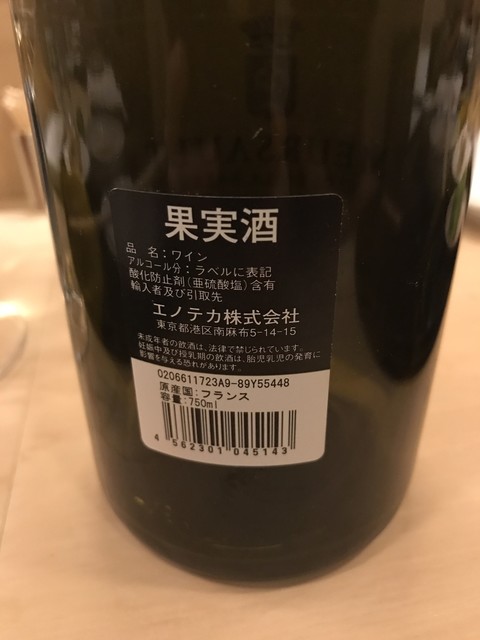 果実酒
品 名：ワイン
アルコール分：ラベルに表記
酸化防止剤(亜硫酸塩)含有
輸入者及び引取先
エノテカ株式会社
東京都港区南麻布5-14-15
未成年者の飲酒は、法律で禁じられています。
妊娠中及び授乳期の飲酒は、胎児乳児の発育に
影響を与える恐れがあります。
0206611723A9-89Y55448
原産国：フランス
容量：750ml
4 562301 045143